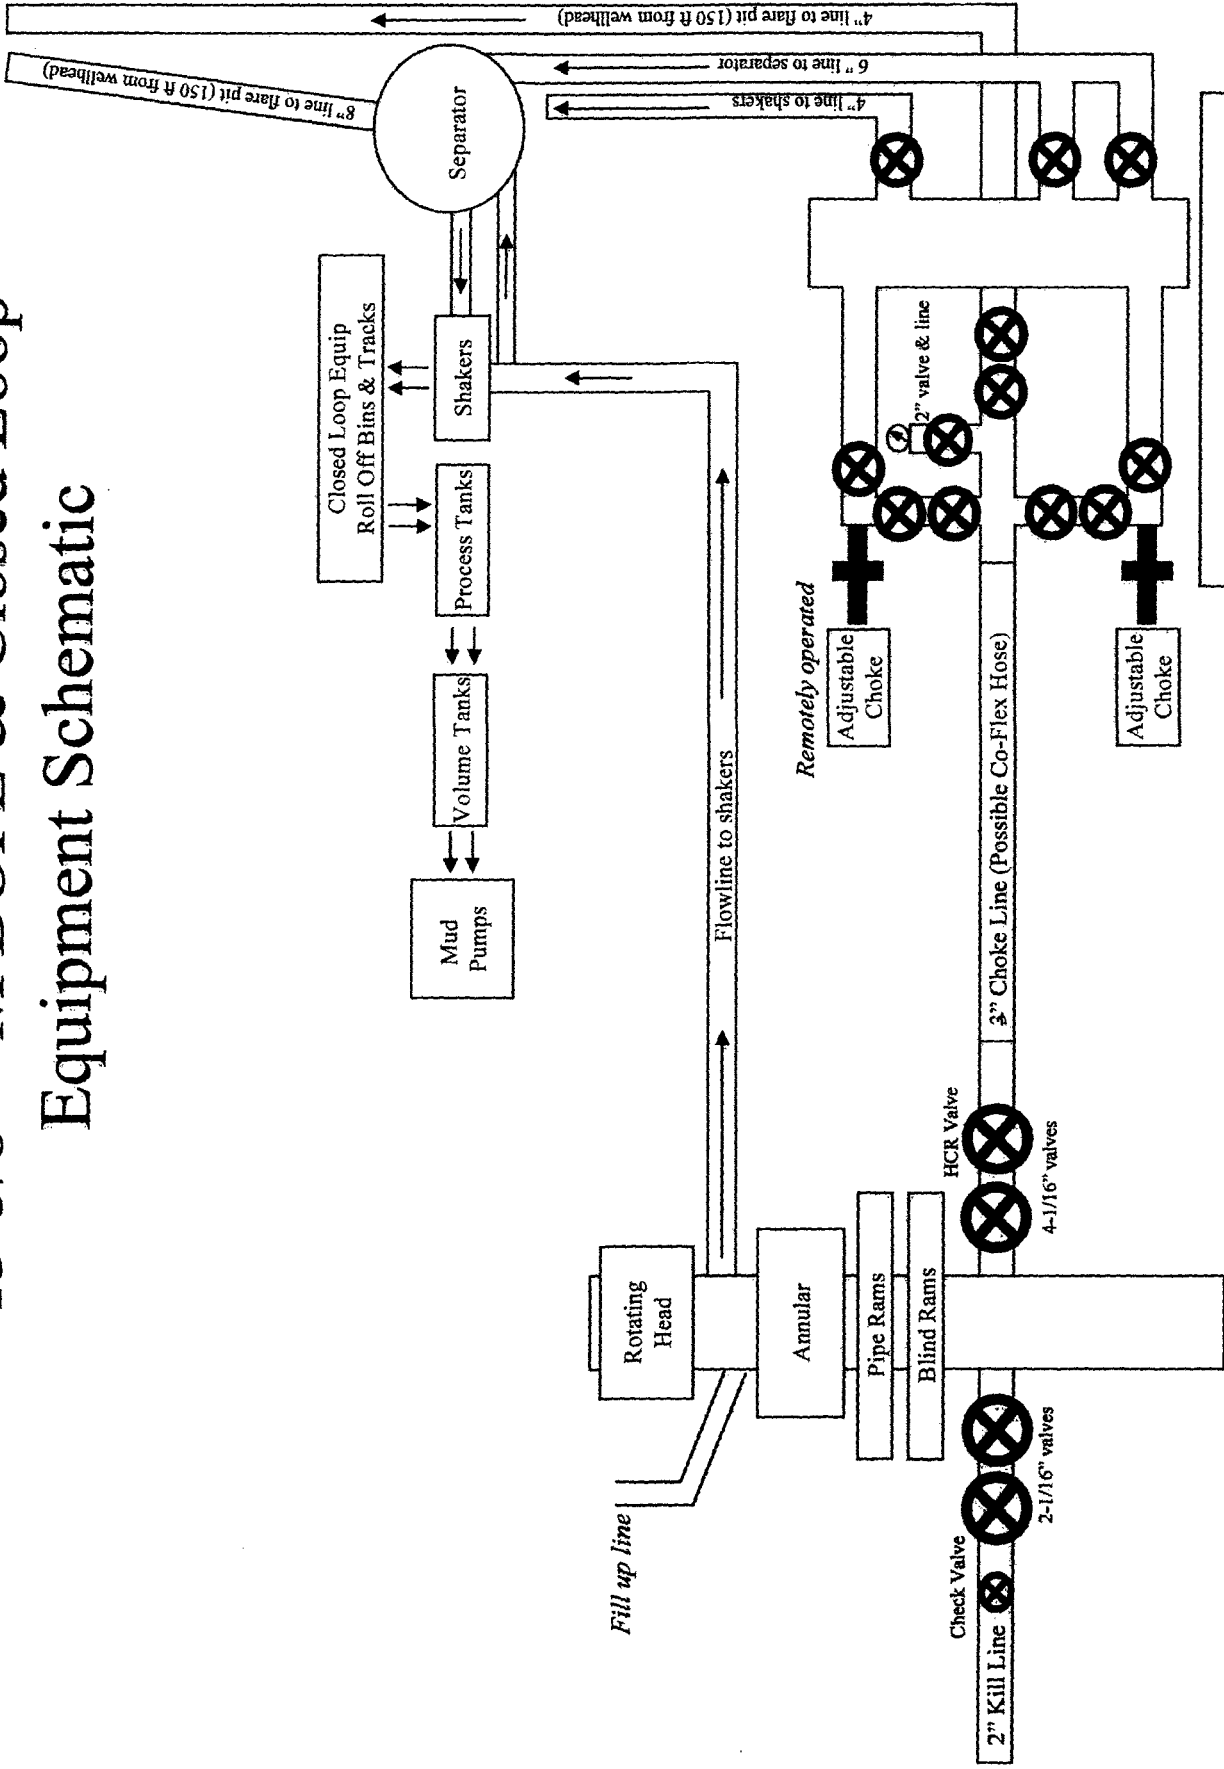 BOPE & Closed Loop
Equipment Schematic
Closed Loop Equip
Roll Off Bins & Tracks
8" line to flare pit (150 ft from wellhead)
4" line to flare pit (150 ft from wellhead)
6" line to separator
4" line to shakers
Separator
Shakers
Process Tanks
Volume Tanks
Mud
Pumps
Flowline to shakers
Fill up line
Rotating
Head
Annular
Pipe Rams
Blind Rams
Remotely operated
Adjustable
Choke
2" valve & line
Check Valve
HCR Valve
2" Kill Line
3" Choke Line (Possible Co-Flex Hose)
2-1/16" valves
4-1/16" valves
Adjustable
Choke